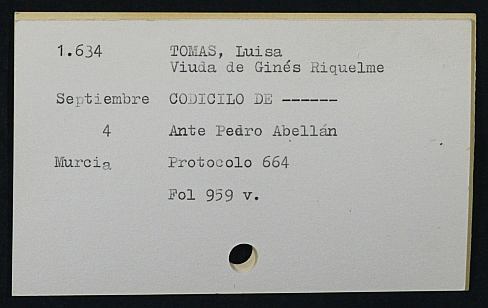 1.634 TOMAS, Luisa
Viuda de Ginés Riquelme
Septiembre CODICILO DE ------
4 Ante Pedro Abellán
Murcia Protocolo 664
Fol 959 v.